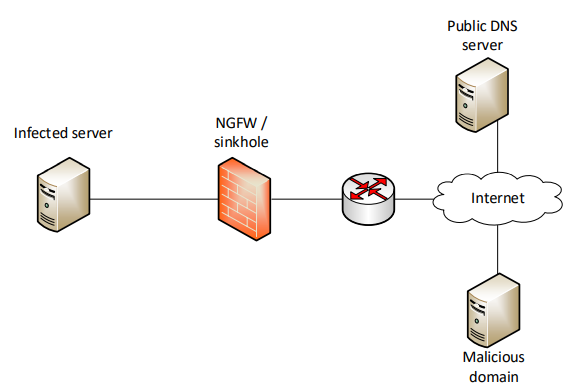 Public DNS
server
NGFW /
sinkhole
Infected server
Internet
Malicious
domain